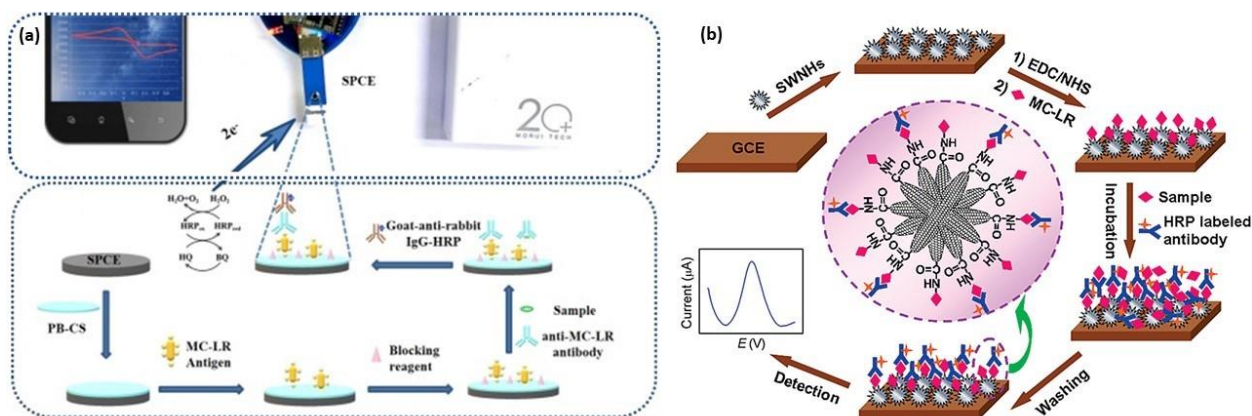 (a)
SPCE
2e-
20+
MORUI TECH
H₂O+O₂ H₂O₂
HRPox HRPred
HQ BQ
Goat-anti-rabbit
IgG-HRP
SPCE
PB-CS
MC-LR
Antigen
Blocking
reagent
Sample
anti-MC-LR
antibody
(b)
SWNHs
GCE
1) EDC/NHS
2) MC-LR
Incubation
Sample
HRP labeled
antibody
Washing
Detection
Current (µA)
E (V)
NH
C=O